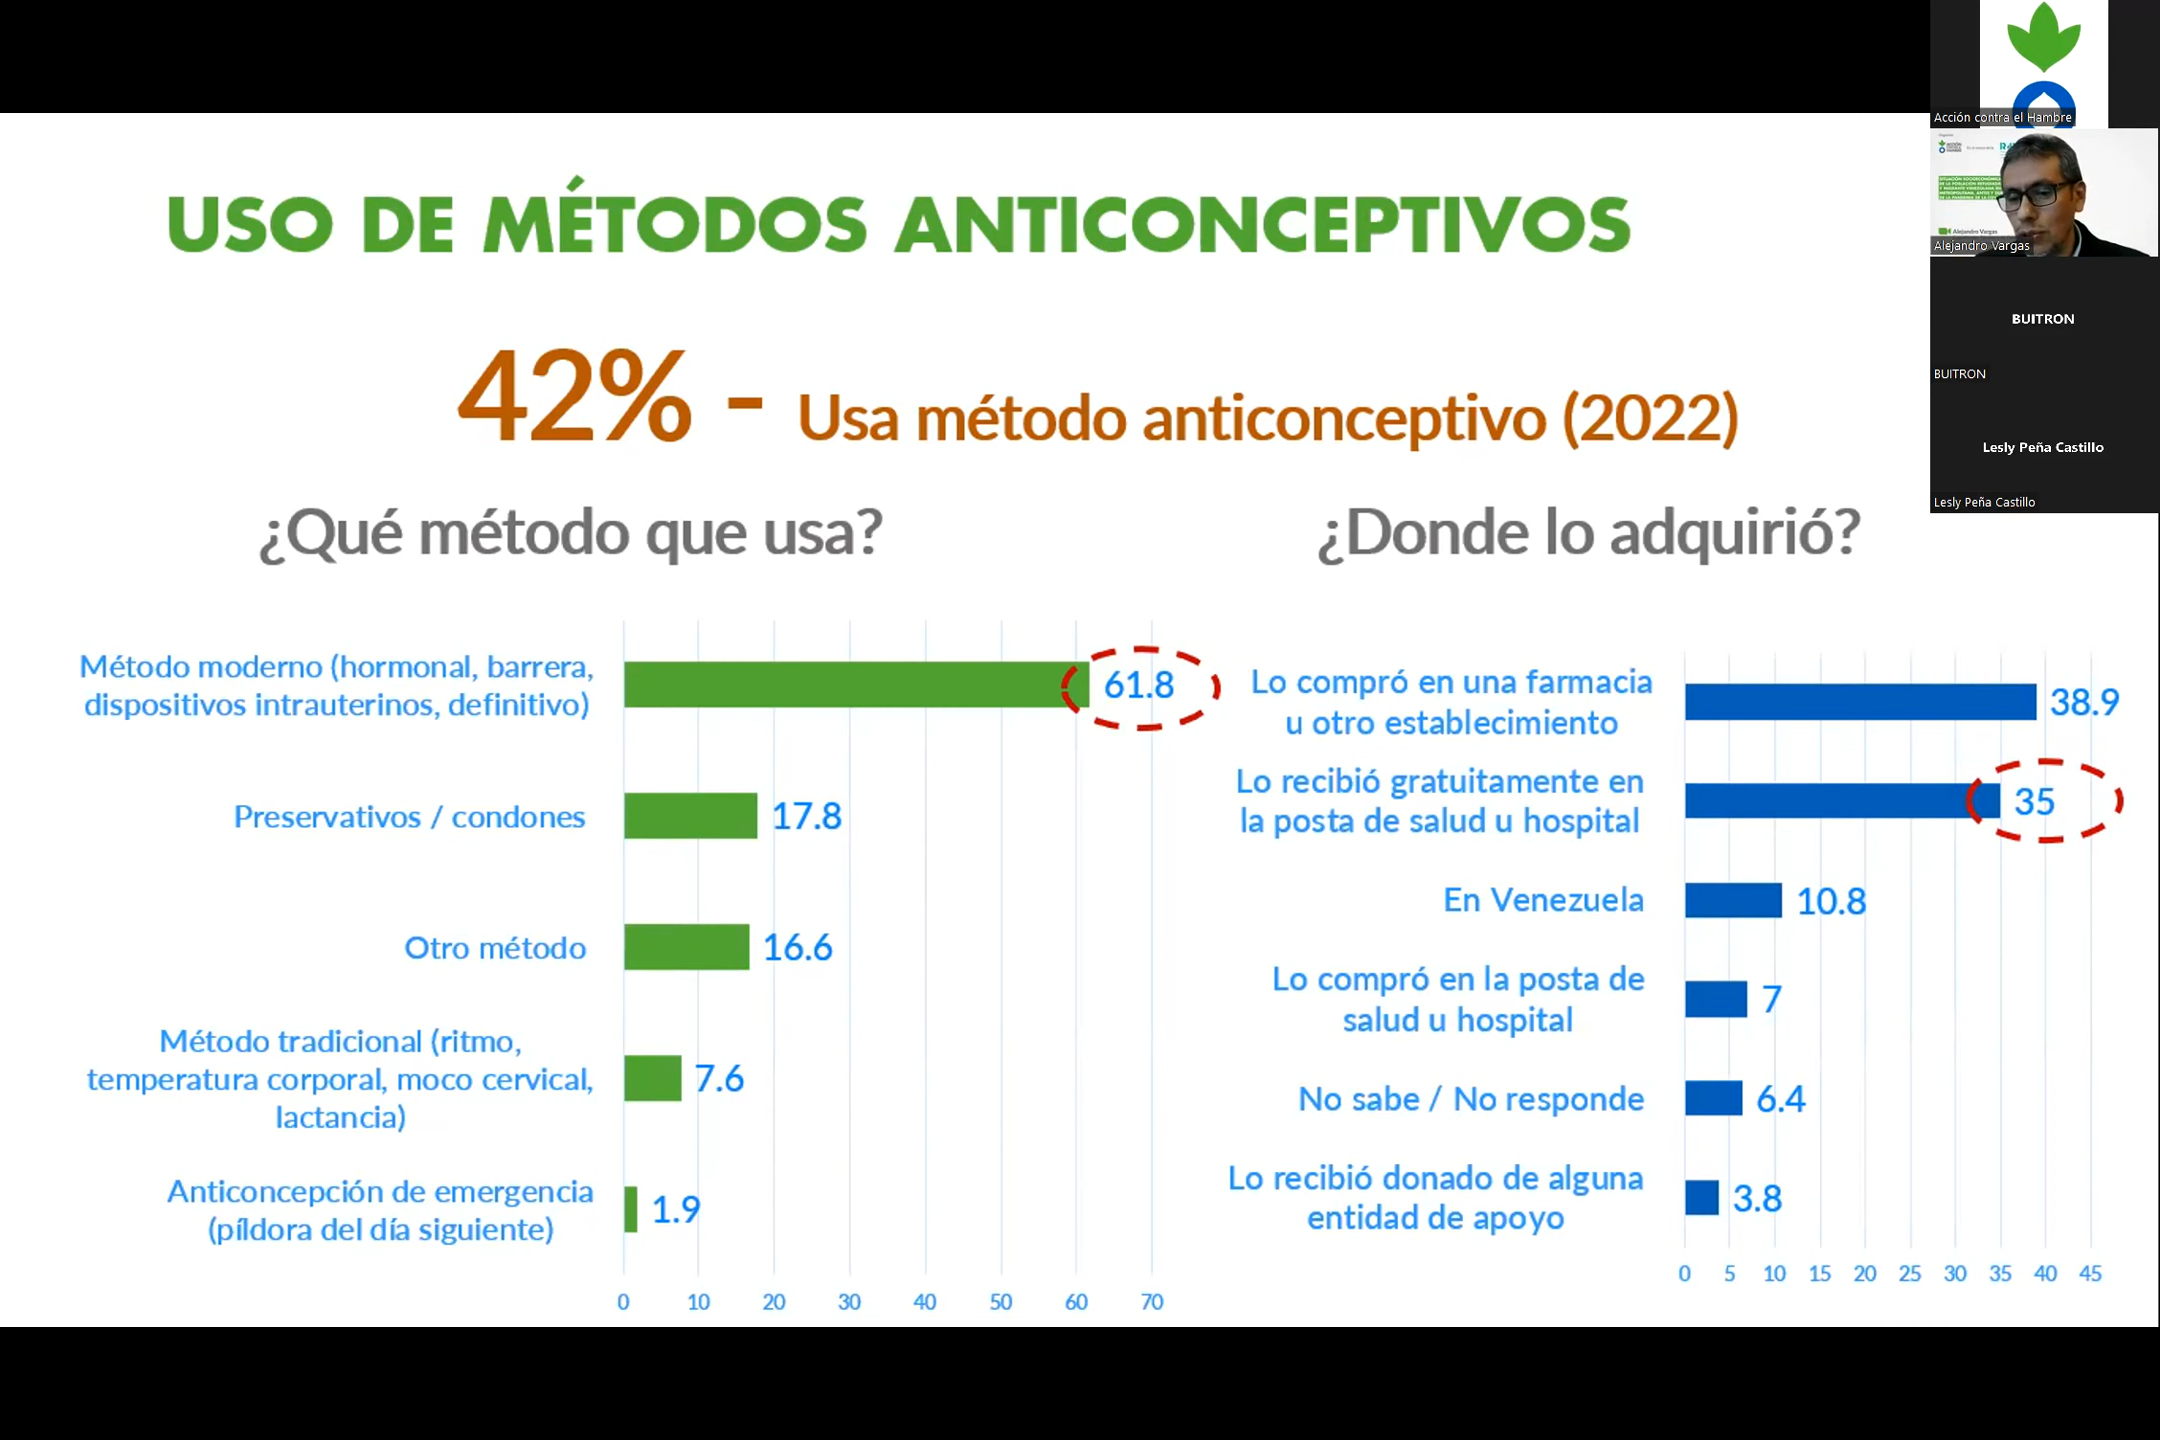 USO DE MÉTODOS ANTICONCEPTIVOS
42% - Usa método anticonceptivo (2022)
¿Qué método que usa?
Método moderno (hormonal, barrera,
dispositivos intrauterinos, definitivo)
61.8
Preservativos / condones
17.8
Otro método
16.6
Método tradicional (ritmo,
temperatura corporal, moco cervical,
lactancia)
7.6
Anticoncepción de emergencia
(píldora del día siguiente)
1.9
0 10 20 30 40 50 60 70
¿Donde lo adquirió?
Lo compró en una farmacia
u otro establecimiento
38.9
Lo recibió gratuitamente en
la posta de salud u hospital
35
En Venezuela
10.8
Lo compró en la posta de
salud u hospital
7
No sabe / No responde
6.4
Lo recibió donado de alguna
entidad de apoyo
3.8
0 5 10 15 20 25 30 35 40 45
Acción contra el Hambre
Alejandro Vargas
Alejandro Vargas
BUITRON
BUITRON
Lesly Peña Castillo
Lesly Peña Castillo